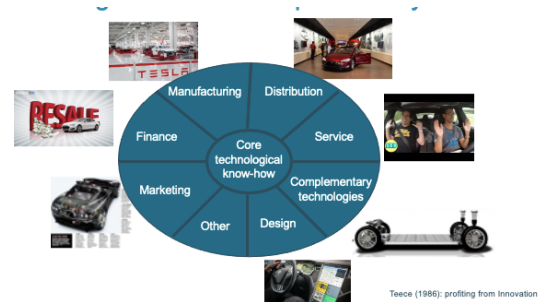 TESLA
Manufacturing
Distribution
RESALE
Finance
Core
technological
know-how
Service
Marketing
Complementary
technologies
Other
Design
Teece (1986): profiting from Innovation